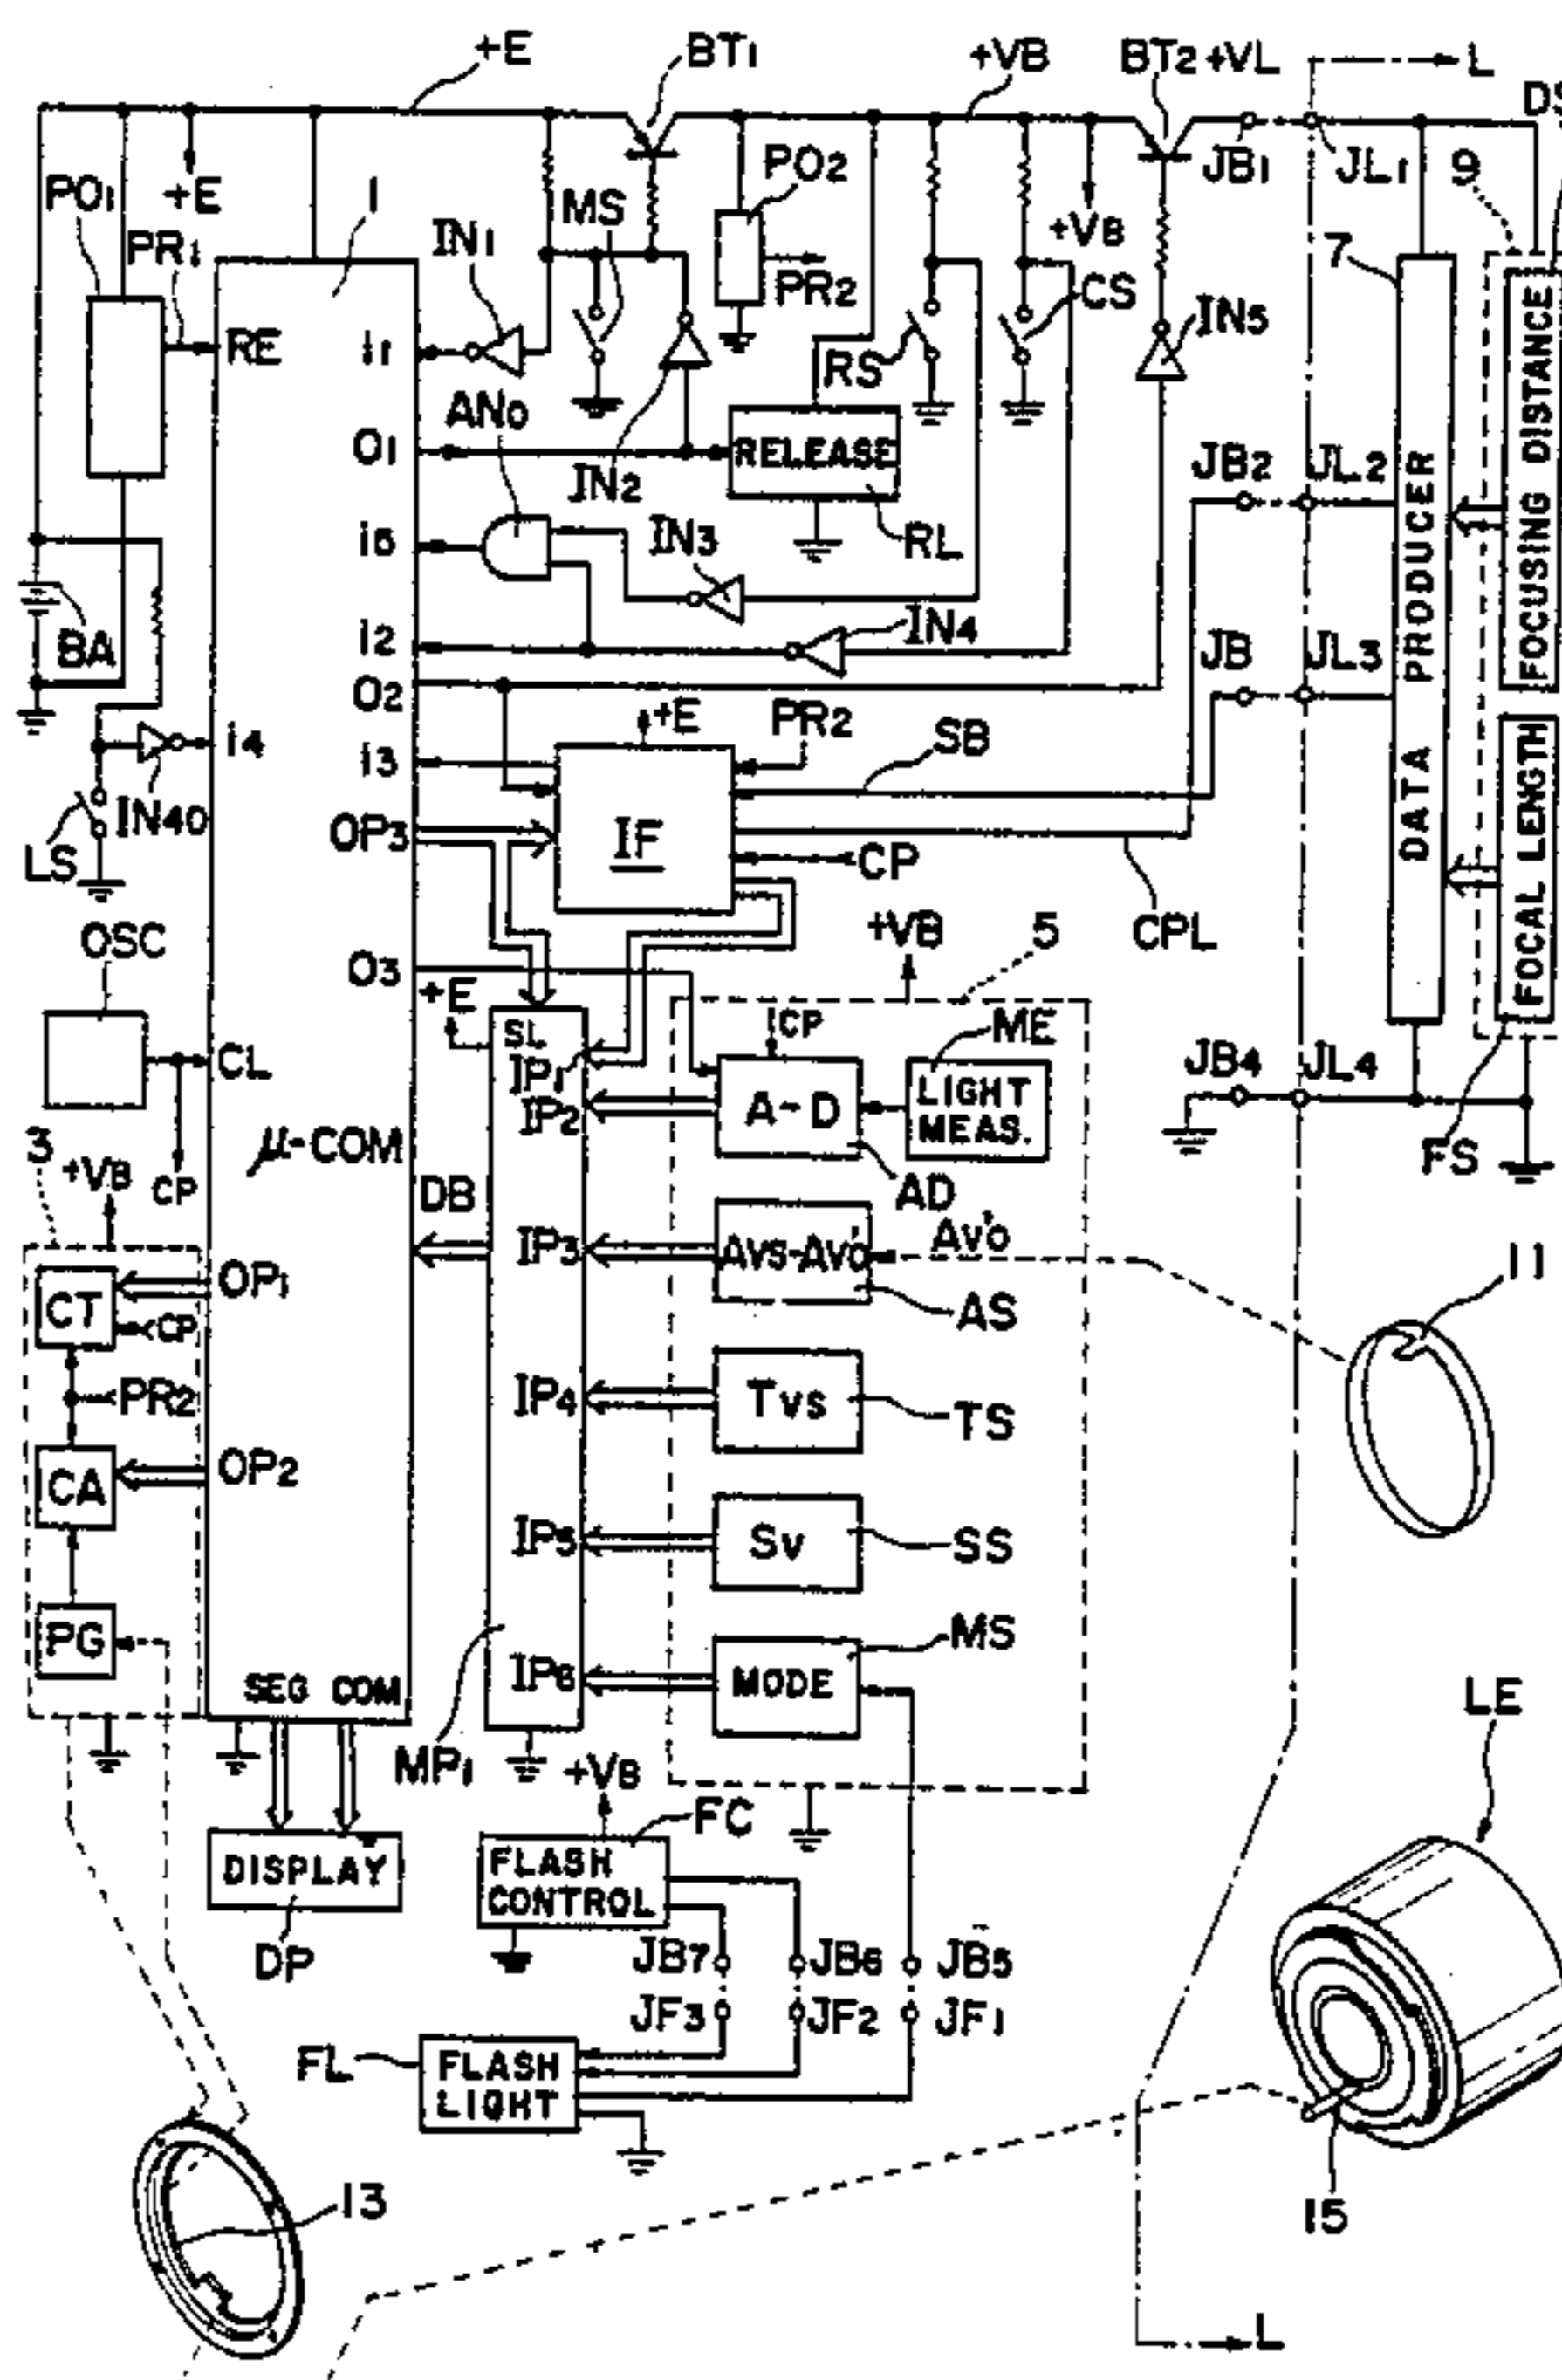 +E
BT1
+VB
BT2 +VL
L
DS
PO1
+E
1
PR1
IN1
MS
PO2
PR2
+VB
JB1
JL1
9
7
RE
i1
AN0
RS
CS
IN5
O1
IN2
RELEASE
JB2
JL2
i5
IN3
RL
BA
i2
IN4
O2
JB
JL3
DATA PRODUCER
FOCUSING DISTANCE
FOCAL LENGTH
+E
PR2
SB
i4
i3
IN40
LS
OP3
IF
CP
CPL
OSC
O3
+E
+VB
5
CL
SL
IP1
CP
ME
JB4
JL4
IP2
A-D
LIGHT
MEAS.
FS
3
+VB
CP
μ-COM
DB
AD
IP3
AVS-AV'o
AV'o
AS
11
OP1
CT
CP
PR2
IP4
Tvs
TS
OP2
CA
IP5
Sv
SS
PG
MS
IP6
MODE
SEG COM
MP1
+VB
LE
FC
DISPLAY
FLASH
CONTROL
DP
JB7
JB6
JB5
JF3
JF2
JF1
FL
FLASH
LIGHT
15
13
L